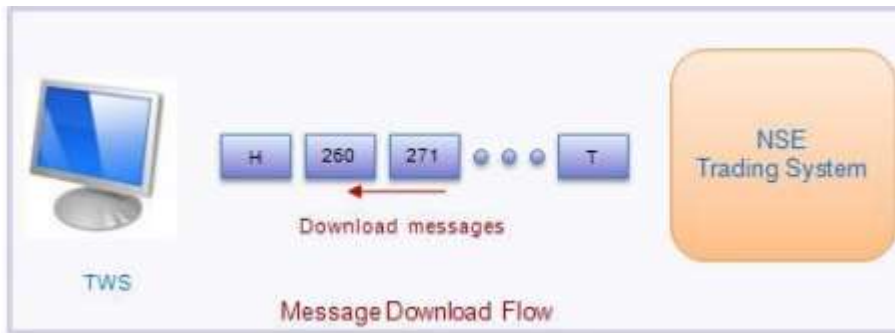 H 260 271 T
NSE
Trading System
Download messages
TWS
Message Download Flow